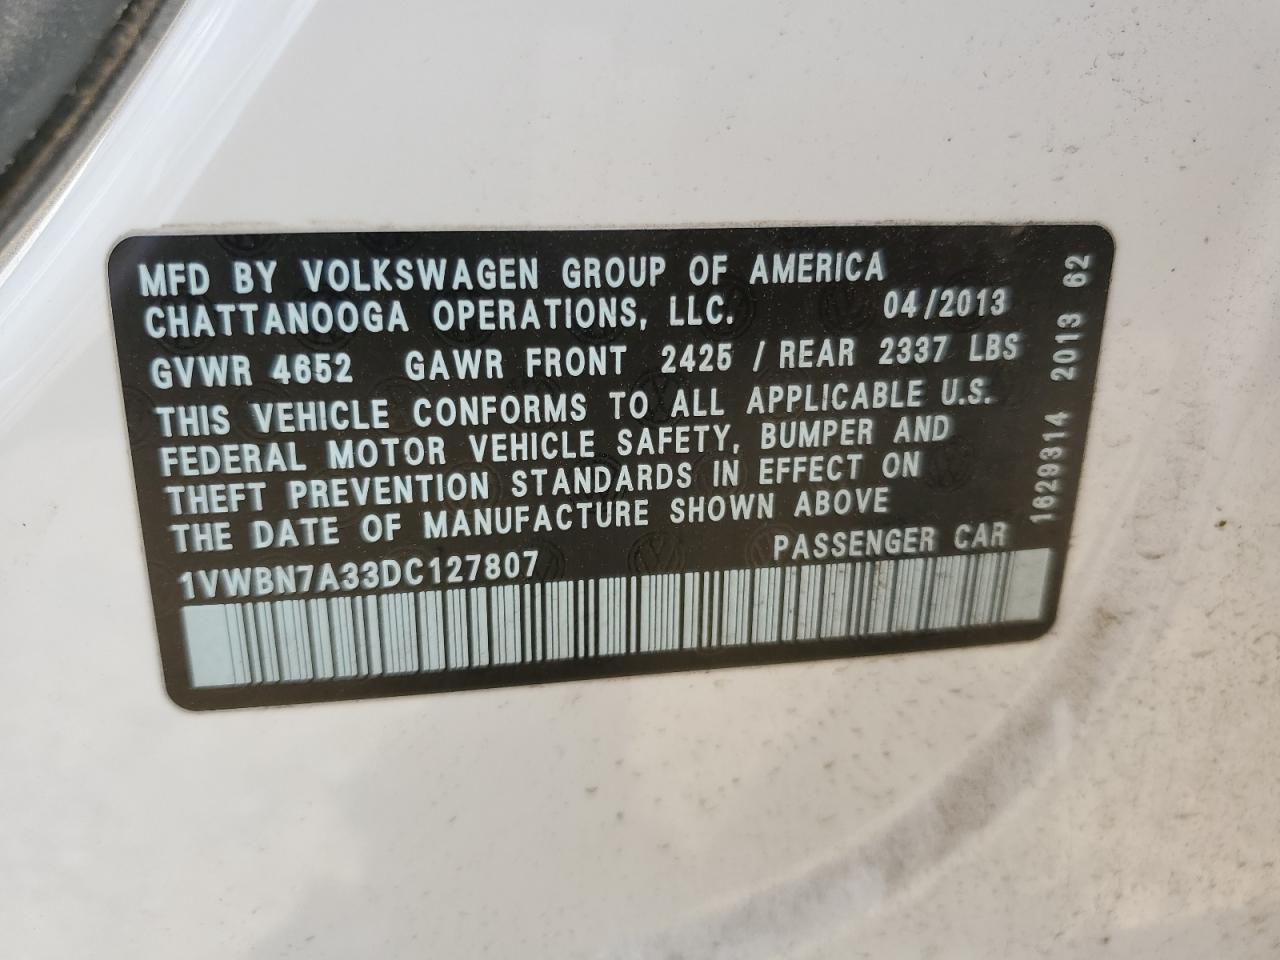 MFD BY VOLKSWAGEN GROUP OF AMERICA
CHATTANOOGA OPERATIONS, LLC. 04/2013
GVWR 4652 GAWR FRONT 2425 / REAR 2337 LBS
THIS VEHICLE CONFORMS TO ALL APPLICABLE U.S.
FEDERAL MOTOR VEHICLE SAFETY, BUMPER AND
THEFT PREVENTION STANDARDS IN EFFECT ON
THE DATE OF MANUFACTURE SHOWN ABOVE
1VWBN7A33DC127807 PASSENGER CAR
1629314 2013 62